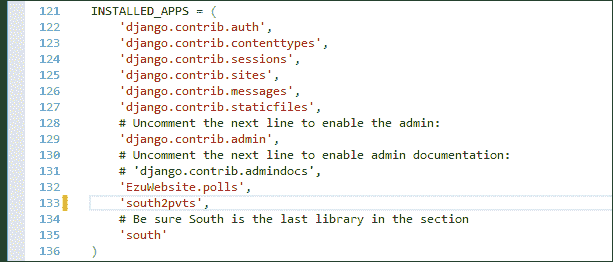 121 INSTALLED_APPS = (
122     'django.contrib.auth',
123     'django.contrib.contenttypes',
124     'django.contrib.sessions',
125     'django.contrib.sites',
126     'django.contrib.messages',
127     'django.contrib.staticfiles',
128     # Uncomment the next line to enable the admin:
129     'django.contrib.admin',
130     # Uncomment the next line to enable admin documentation:
131     # 'django.contrib.admindocs',
132     'EzuWebsite.polls',
133     'south2pvts',
134     # Be sure South is the last library in the section
135     'south'
136 )